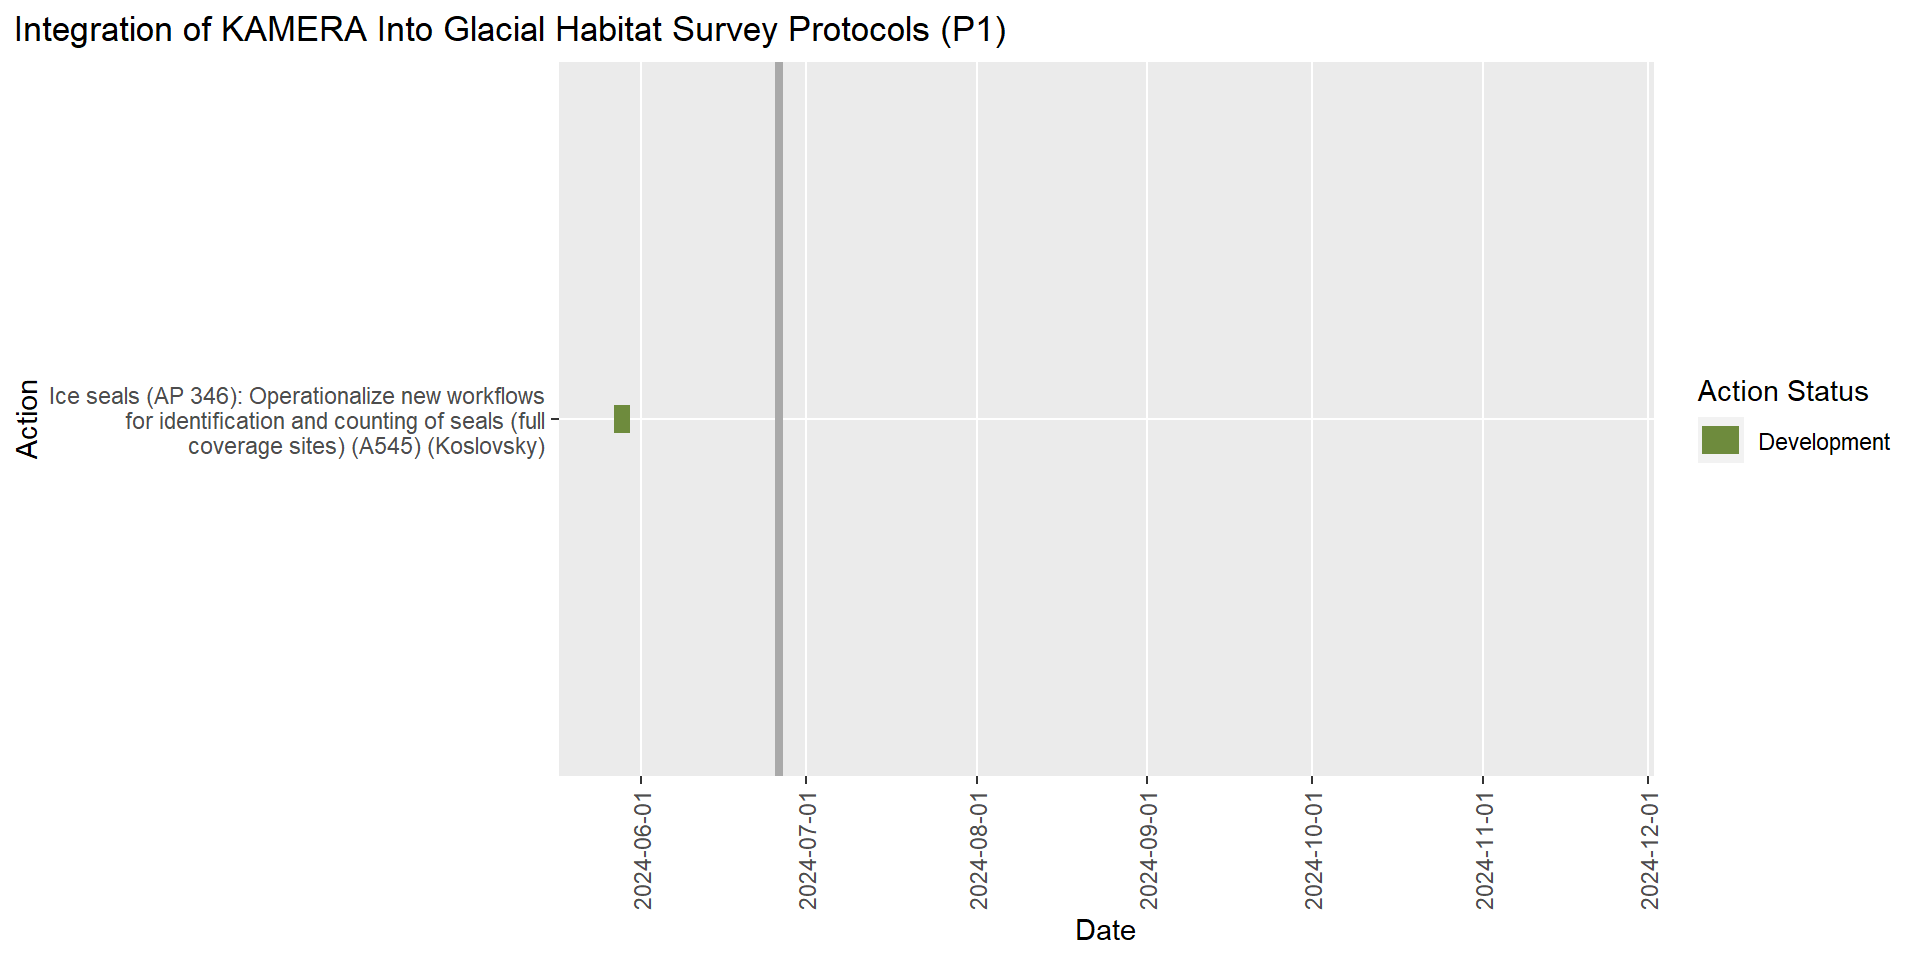 Integration of KAMERA Into Glacial Habitat Survey Protocols (P1)
Action
Ice seals (AP 346): Operationalize new workflows
for identification and counting of seals (full
coverage sites) (A545) (Koslovsky)
Action Status
Development
2024-06-01
2024-07-01
2024-08-01
2024-09-01
2024-10-01
2024-11-01
2024-12-01
Date